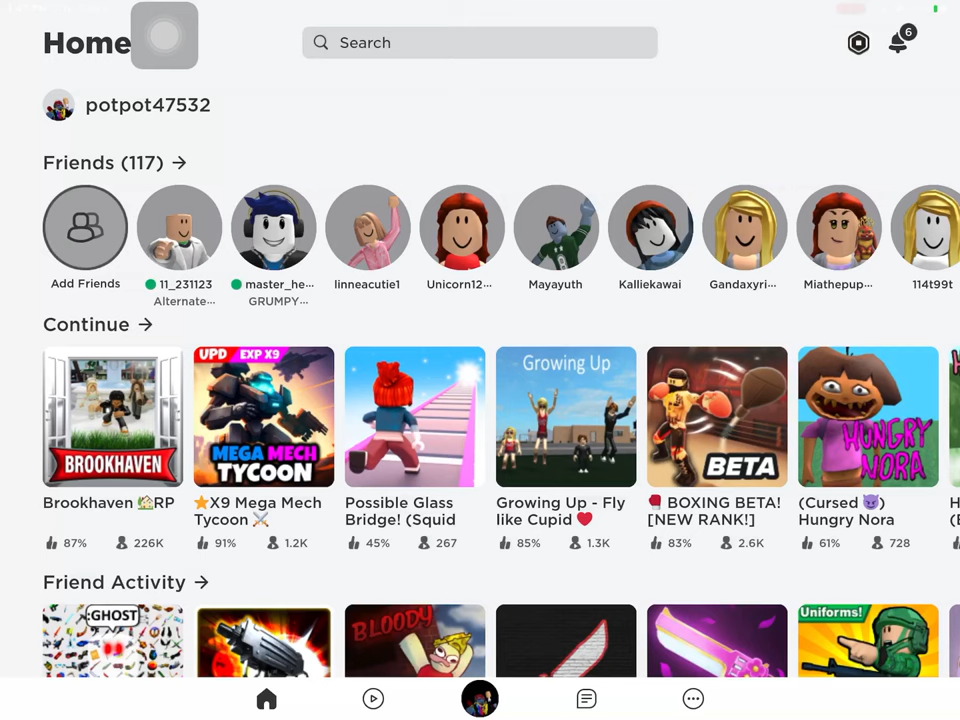 Home
Search
6
potpot47532
Friends (117) →
Add Friends
11_231123
Alternate...
master_he...
GRUMPY...
linneacutie1
Unicorn12...
Mayayuth
Kalliekawai
Gandaxyri...
Miathepup...
114t99t
Continue →
BROOKHAVEN
UPD EXP X9
MEGA MECH
TYCOON
Growing Up
BETA
HUNGRY
NORA
Brookhaven 🏡RP
⭐X9 Mega Mech
Tycoon ⚔️
Possible Glass
Bridge! (Squid
Growing Up - Fly
like Cupid ❤️
🥊 BOXING BETA!
[NEW RANK!]
(Cursed 😈)
Hungry Nora
87% 226K
91% 1.2K
45% 267
85% 1.3K
83% 2.6K
61% 728
Friend Activity →
:GHOST
BLOODY
Uniforms!